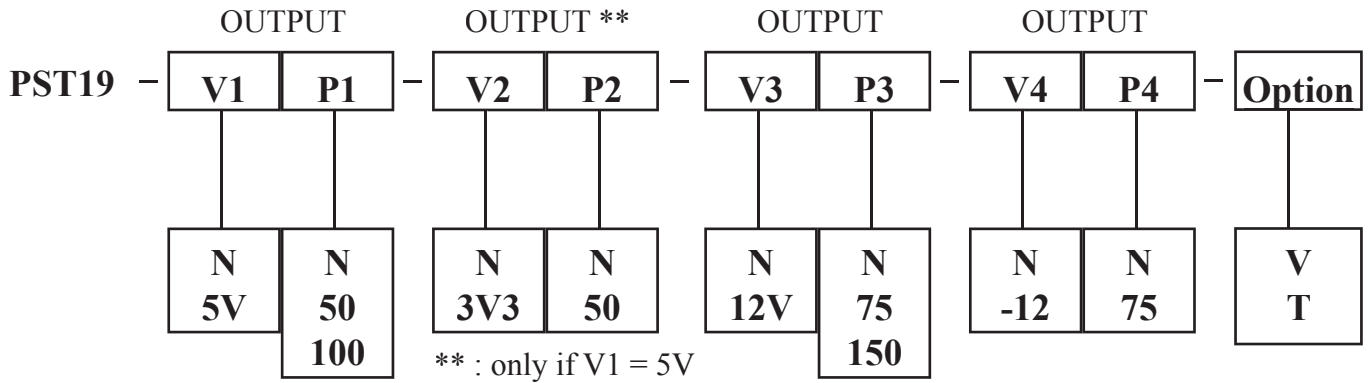 OUTPUT OUTPUT ** OUTPUT OUTPUT
PST19 – V1 P1 – V2 P2 – V3 P3 – V4 P4 – Option
N N N N N N N N V
5V 50 3V3 50 12V 75 -12 75 T
100 150
** : only if V1 = 5V